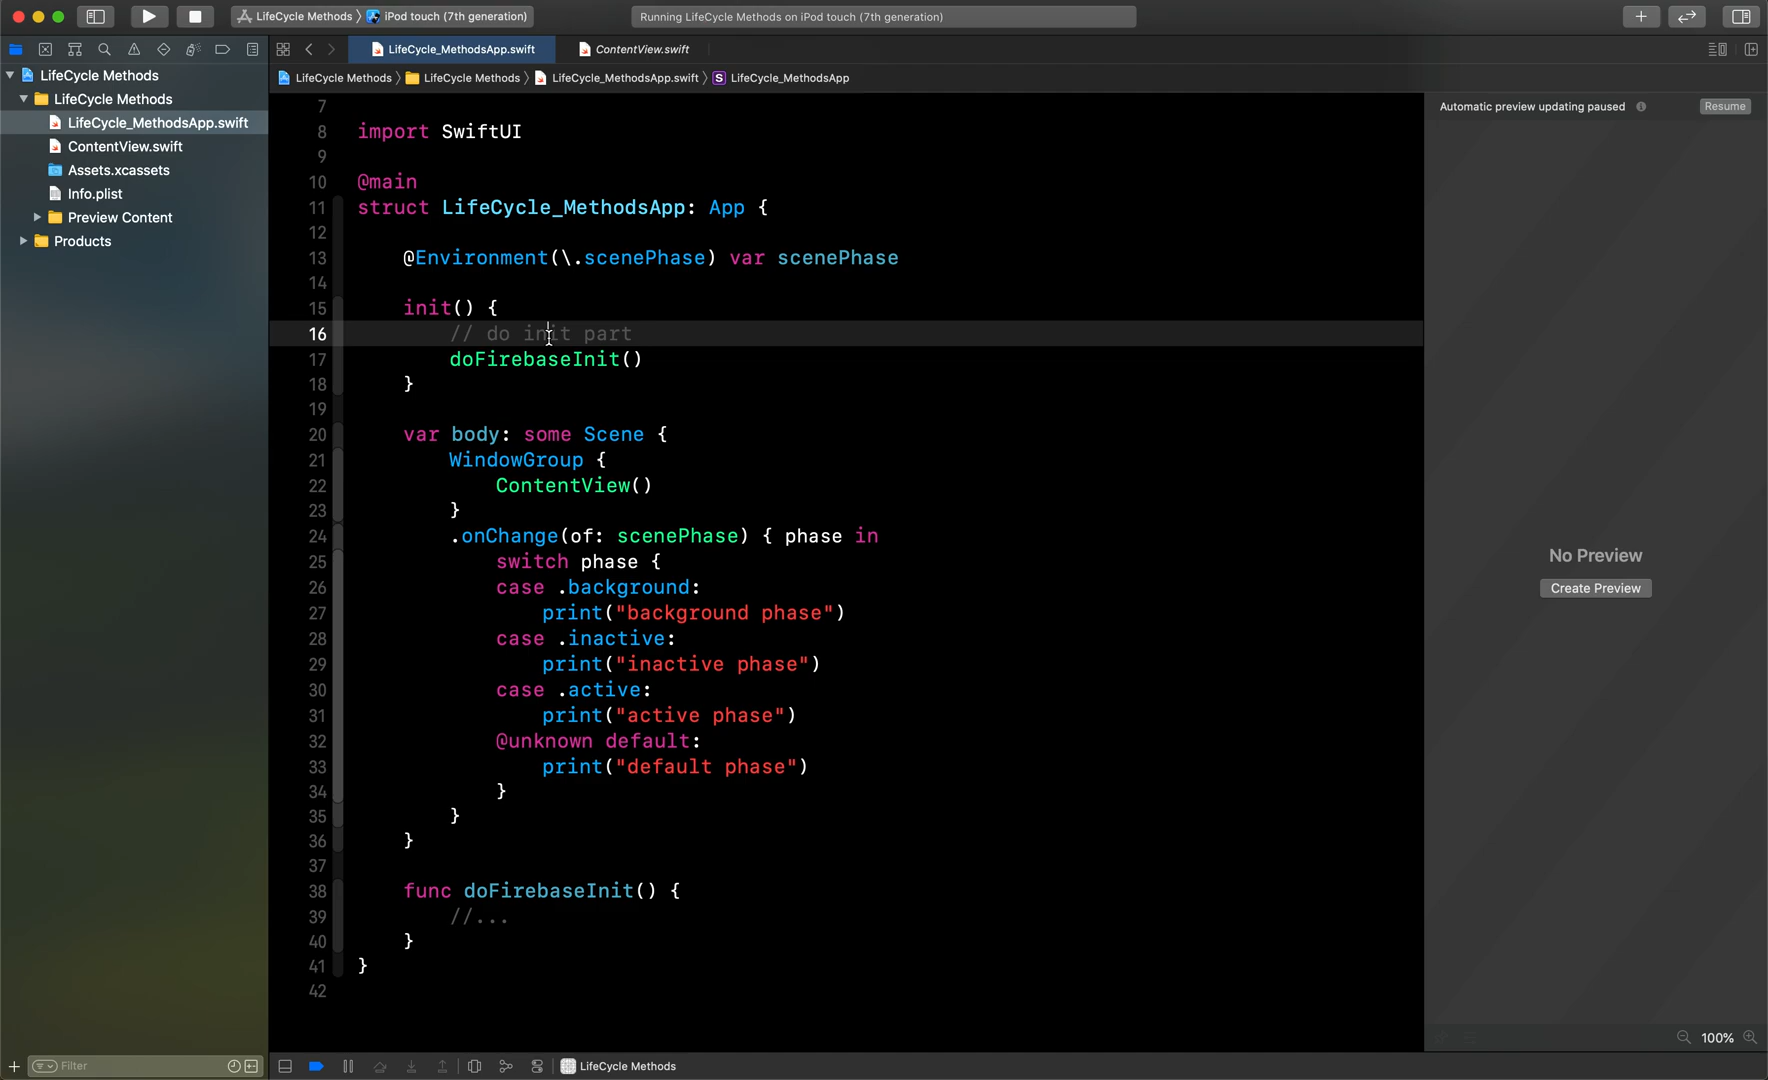 LifeCycle Methods 〉 iPod touch (7th generation)
Running LifeCycle Methods on iPod touch (7th generation)
LifeCycle_MethodsApp.swift
ContentView.swift
LifeCycle Methods 〉 LifeCycle Methods 〉 LifeCycle_MethodsApp.swift 〉 S LifeCycle_MethodsApp
LifeCycle Methods
LifeCycle Methods
LifeCycle_MethodsApp.swift
ContentView.swift
Assets.xcassets
Info.plist
Preview Content
Products
Filter
7
8 import SwiftUI
9
10 @main
11 struct LifeCycle_MethodsApp: App {
12
13 @Environment(\.scenePhase) var scenePhase
14
15 init() {
16 // do init part
17 doFirebaseInit()
18 }
19
20 var body: some Scene {
21 WindowGroup {
22 ContentView()
23 }
24 .onChange(of: scenePhase) { phase in
25 switch phase {
26 case .background:
27 print("background phase")
28 case .inactive:
29 print("inactive phase")
30 case .active:
31 print("active phase")
32 @unknown default:
33 print("default phase")
34 }
35 }
36 }
37
38 func doFirebaseInit() {
39 //...
40 }
41 }
42
LifeCycle Methods
Automatic preview updating paused
Resume
No Preview
Create Preview
100%